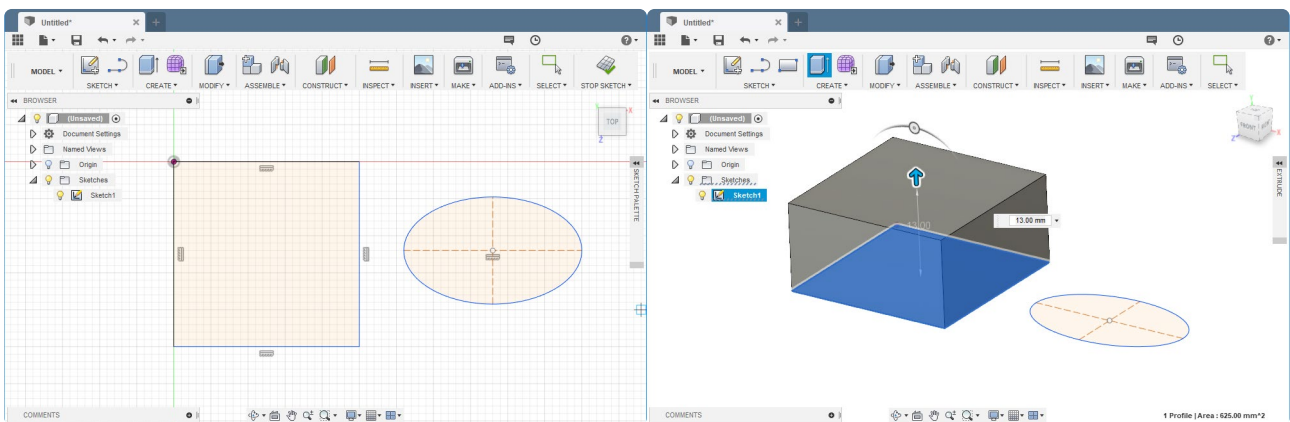 Untitled*
MODEL
SKETCH
CREATE
MODIFY
ASSEMBLE
CONSTRUCT
INSPECT
INSERT
MAKE
ADD-INS
SELECT
STOP SKETCH
BROWSER
(Unsaved)
Document Settings
Named Views
Origin
Sketches
Sketch1
TOP
X
Z
SKETCH PALETTE
COMMENTS
Untitled*
MODEL
SKETCH
CREATE
MODIFY
ASSEMBLE
CONSTRUCT
INSPECT
INSERT
MAKE
ADD-INS
SELECT
BROWSER
(Unsaved)
Document Settings
Named Views
Origin
Sketches
Sketch1
FRONT
X
Z
EXTRUDE
13.00
13.00 mm
COMMENTS
1 Profile | Area : 625.00 mm^2